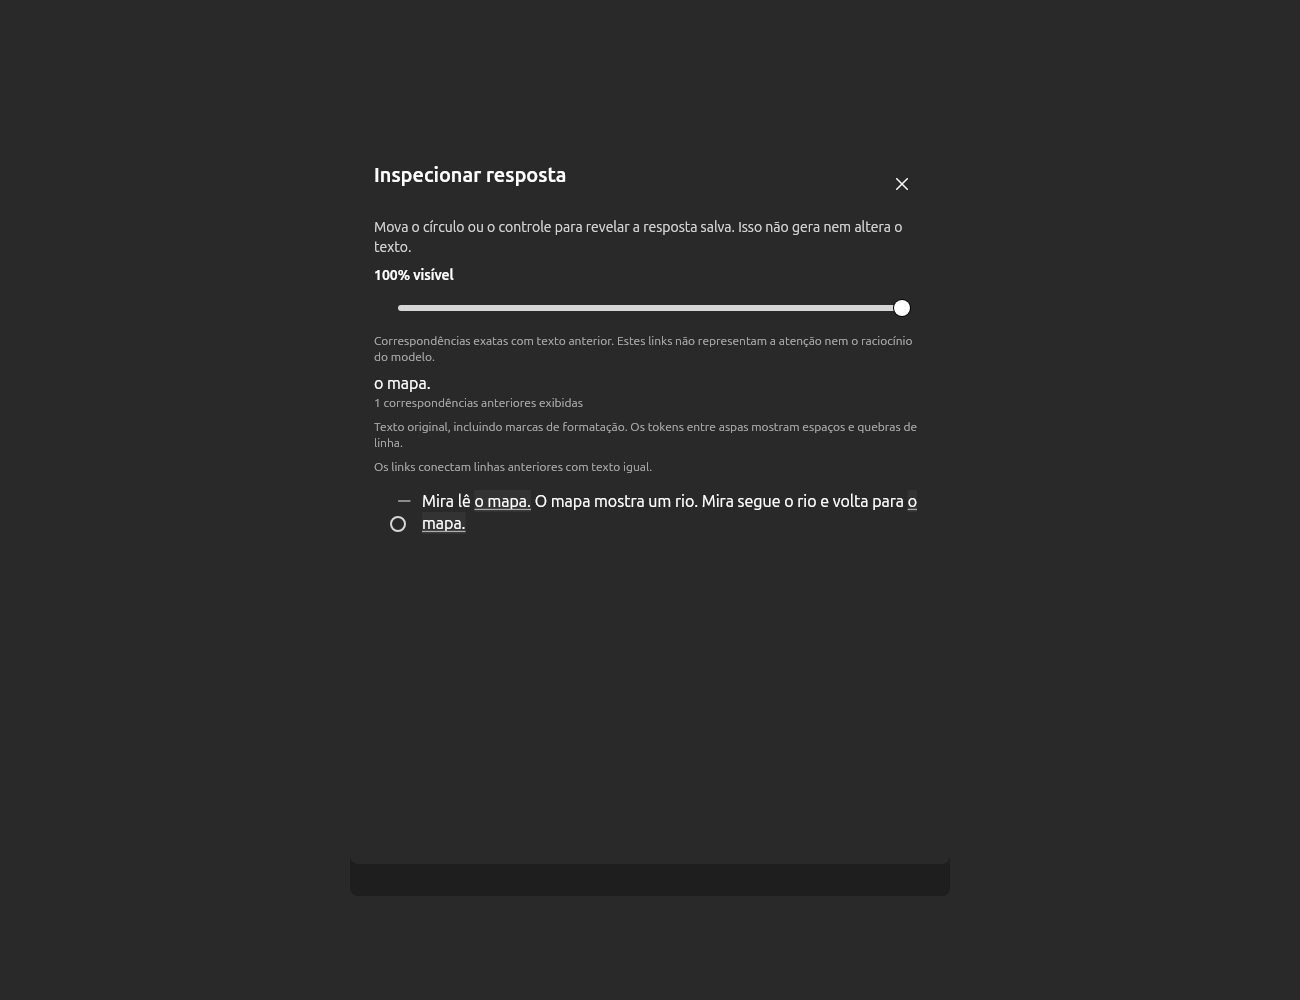 Inspecionar resposta
Mova o círculo ou o controle para revelar a resposta salva. Isso não gera nem altera o
texto.
100% visível
Correspondências exatas com texto anterior. Estes links não representam a atenção nem o raciocínio
do modelo.
o mapa.
1 correspondências anteriores exibidas
Texto original, incluindo marcas de formatação. Os tokens entre aspas mostram espaços e quebras de
linha.
Os links conectam linhas anteriores com texto igual.
Mira lê o mapa. O mapa mostra um rio. Mira segue o rio e volta para o
mapa.